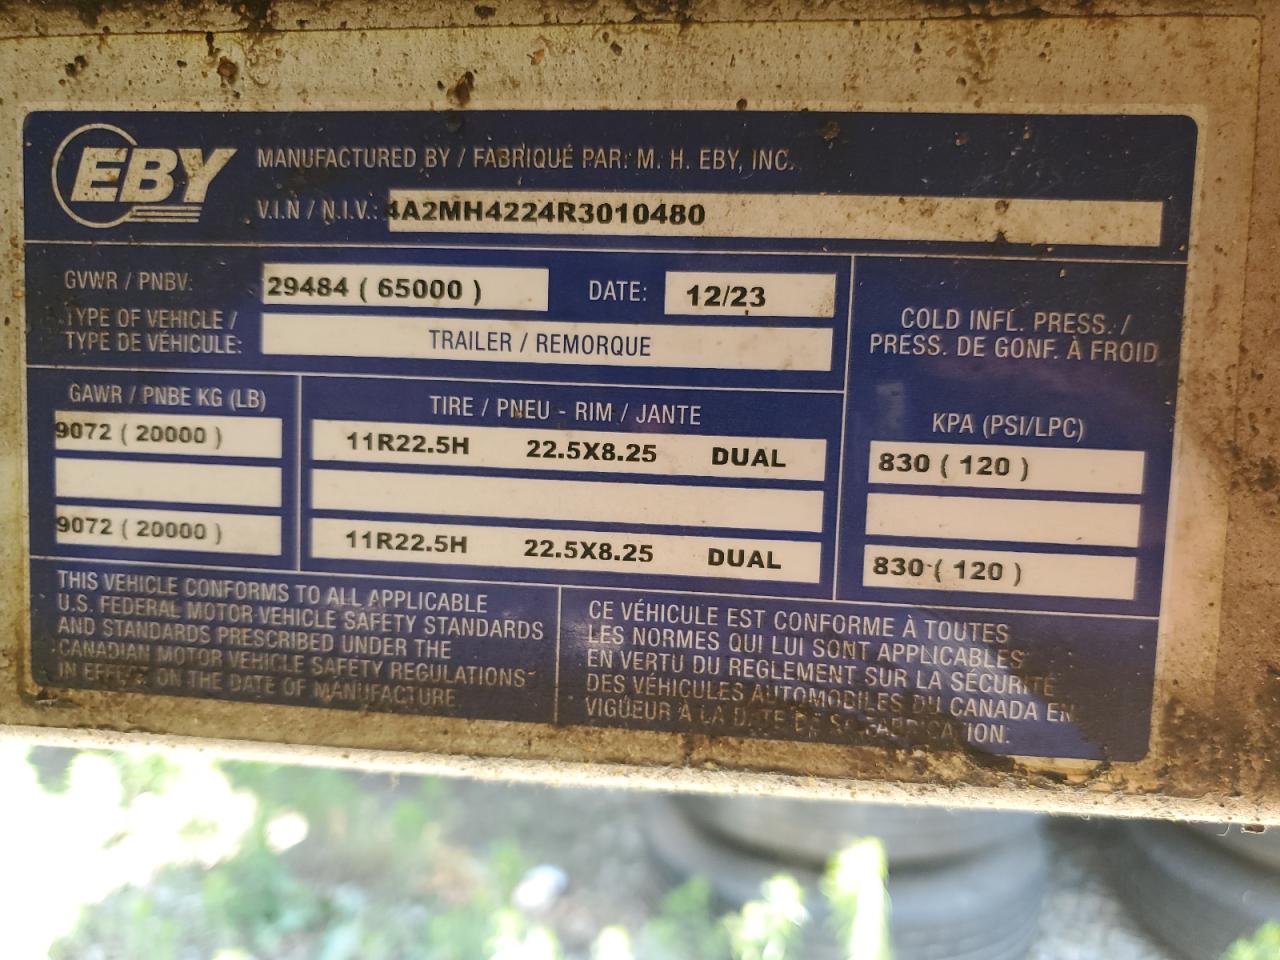 EBY
MANUFACTURED BY / FABRIQUÉ PAR: M. H. EBY, INC.
V.I.N / N.I.V.: 4A2MH4224R3010480
GVWR / PNBV: 29484 ( 65000 ) DATE: 12/23
TYPE OF VEHICLE /
TYPE DE VÉHICULE: TRAILER / REMORQUE
COLD INFL. PRESS. /
PRESS. DE GONF. À FROID
GAWR / PNBE KG (LB) TIRE / PNEU - RIM / JANTE KPA (PSI/LPC)
9072 ( 20000 ) 11R22.5H 22.5X8.25 DUAL 830 ( 120 )
9072 ( 20000 ) 11R22.5H 22.5X8.25 DUAL 830 ( 120 )
THIS VEHICLE CONFORMS TO ALL APPLICABLE
U.S. FEDERAL MOTOR VEHICLE SAFETY STANDARDS
AND STANDARDS PRESCRIBED UNDER THE
CANADIAN MOTOR VEHICLE SAFETY REGULATIONS
IN EFFECT ON THE DATE OF MANUFACTURE
CE VÉHICULE EST CONFORME À TOUTES
LES NORMES QUI LUI SONT APPLICABLES
EN VERTU DU REGLEMENT SUR LA SÉCURITÉ
DES VÉHICULES AUTOMOBILES DU CANADA EN
VIGUEUR À LA DATE DE SA FABRICATION.